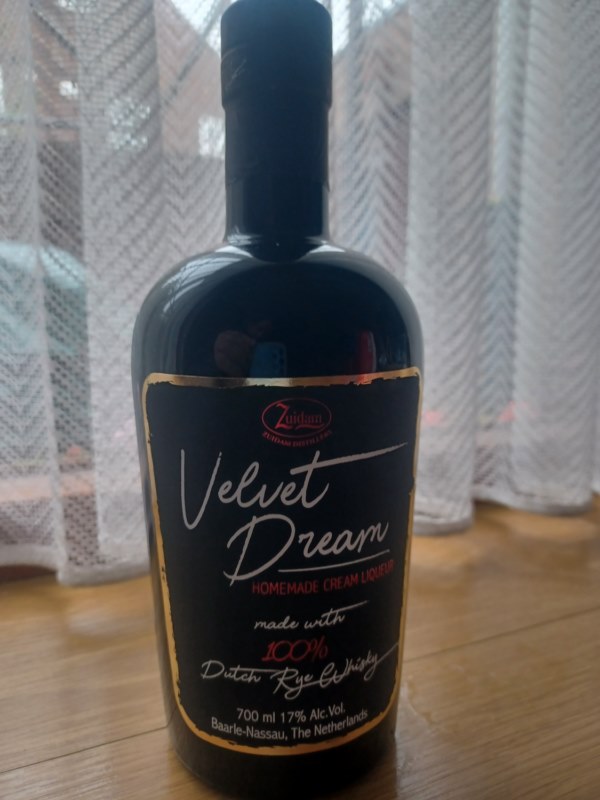 Zuidam
ZUIDAM DISTILLERS
Velvet
Dream
HOMEMADE CREAM LIQUEUR
made with
100%
Dutch Rye Whisky
700 ml 17% Alc.Vol.
Baarle-Nassau, The Netherlands